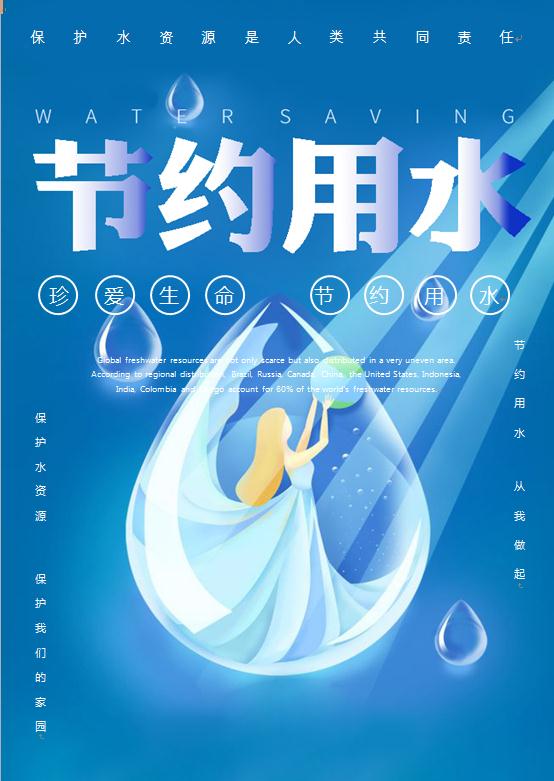 保护水资源是人类共同责任
WATER SAVING
节约用水
珍爱生命 节约用水
Global freshwater resources are not only scarce but also distributed in a very uneven area.
According to regional distribution, Brazil, Russia, Canada, China, the United States, Indonesia,
India, Colombia and Congo account for 60% of the world's freshwater resources.
节约用水 从我做起
保护水资源 保护我们的家园